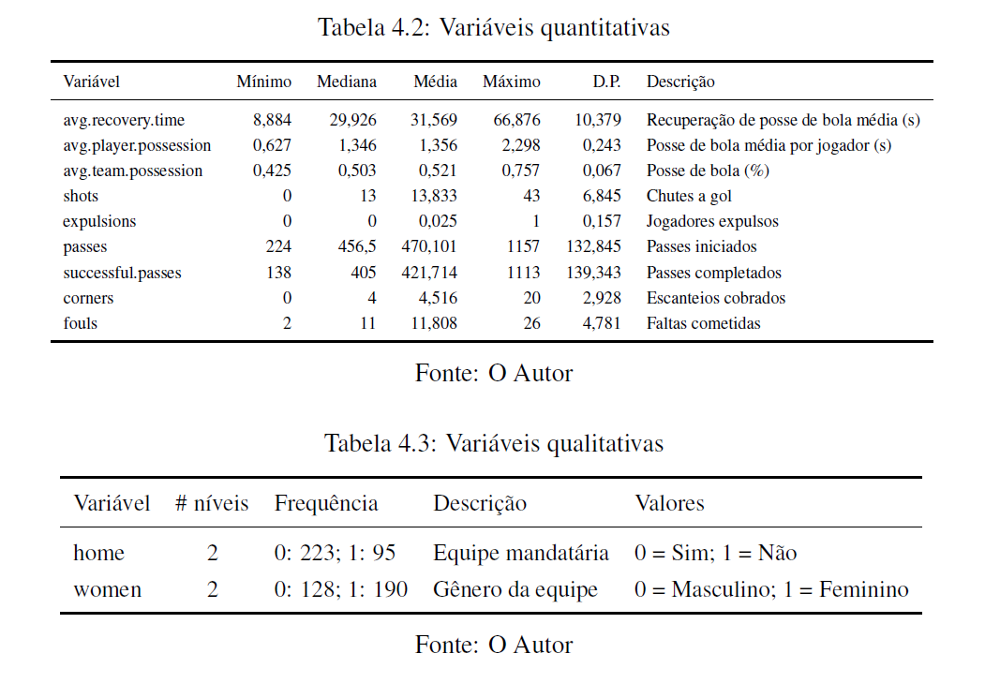 Tabela 4.2: Variáveis quantitativas
Variável Mínimo Mediana Média Máximo D.P. Descrição
avg.recovery.time 8,884 29,926 31,569 66,876 10,379 Recuperação de posse de bola média (s)
avg.player.possession 0,627 1,346 1,356 2,298 0,243 Posse de bola média por jogador (s)
avg.team.possession 0,425 0,503 0,521 0,757 0,067 Posse de bola (%)
shots 0 13 13,833 43 6,845 Chutes a gol
expulsions 0 0 0,025 1 0,157 Jogadores expulsos
passes 224 456,5 470,101 1157 132,845 Passes iniciados
successful.passes 138 405 421,714 1113 139,343 Passes completados
corners 0 4 4,516 20 2,928 Escanteios cobrados
fouls 2 11 11,808 26 4,781 Faltas cometidas
Fonte: O Autor
Tabela 4.3: Variáveis qualitativas
Variável # níveis Frequência Descrição Valores
home 2 0: 223; 1: 95 Equipe mandatária 0 = Sim; 1 = Não
women 2 0: 128; 1: 190 Gênero da equipe 0 = Masculino; 1 = Feminino
Fonte: O Autor